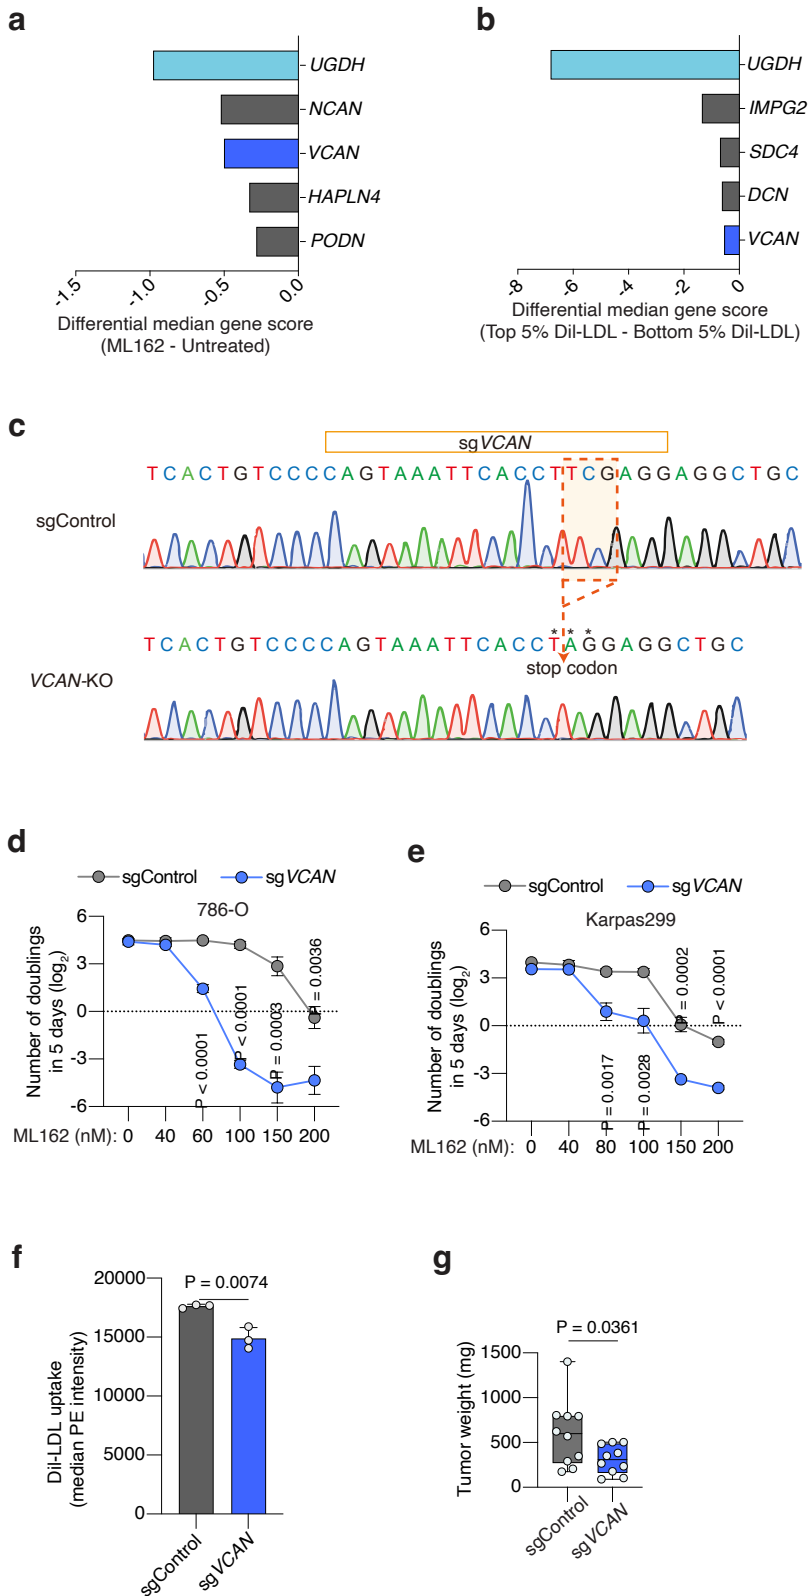 a
UGDH
NCAN
VCAN
HAPLN4
PODN
-1.5
-1.0
-0.5
0.0
Differential median gene score
(ML162 - Untreated)
b
UGDH
IMPG2
SDC4
DCN
VCAN
-8
-6
-4
-2
0
Differential median gene score
(Top 5% Dil-LDL - Bottom 5% Dil-LDL)
c
sgVCAN
TCACTGTCCCCAGTAAATTCACCTTCGAGGAGGCTGC
sgControl
* * *
TCACTGTCCCCAGTAAATTCACCTAGGAGGCTGC
stop codon
VCAN-KO
d
sgControl
sgVCAN
786-O
Number of doublings
in 5 days (log2)
6
3
0
-3
-6
P < 0.0001
P < 0.0001
P = 0.0003
P = 0.0036
ML162 (nM): 0 40 60 100 150 200
e
sgControl
sgVCAN
Karpas299
Number of doublings
in 5 days (log2)
6
3
0
-3
-6
P = 0.0017
P = 0.0028
P = 0.0002
P < 0.0001
ML162 (nM): 0 40 80 100 150 200
f
Dil-LDL uptake
(median PE intensity)
20000
15000
10000
5000
0
P = 0.0074
sgControl
sgVCAN
g
Tumor weight (mg)
1500
1000
500
0
P = 0.0361
sgControl
sgVCAN